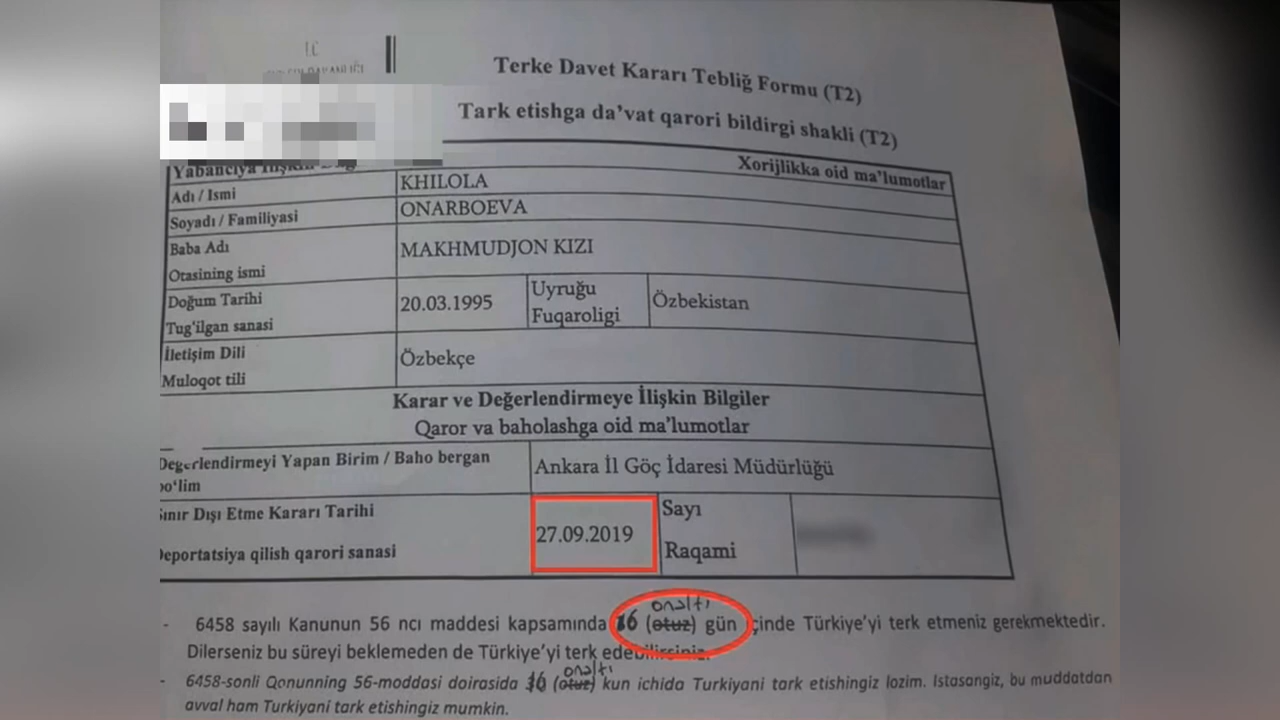 T.C.
Terke Davet Kararı Tebliğ Formu (T2)
Tark etishga da'vat qarori bildirgi shakli (T2)
Yabancıya İlişkin
Xorijlikka oid ma'lumotlar
Adı / Ismi
KHILOLA
Soyadı / Familiyasi
ONARBOEVA
Baba Adı
Otasining ismi
MAKHMUDJON KIZI
Doğum Tarihi
Tug'ilgan sanasi
20.03.1995
Uyruğu
Fuqaroligi
Özbekistan
İletişim Dili
Muloqot tili
Özbekçe
Karar ve Değerlendirmeye İlişkin Bilgiler
Qaror va baholashga oid ma'lumotlar
Değerlendirmeyi Yapan Birim / Baho bergan
bo'lim
Ankara İl Göç İdaresi Müdürlüğü
Sınır Dışı Etme Kararı Tarihi
Deportatsiya qilish qarori sanasi
27.09.2019
Sayı
Raqami
onaltı
- 6458 sayılı Kanunun 56 ncı maddesi kapsamında 16 (otuz) gün içinde Türkiye'yi terk etmeniz gerekmektedir.
Dilerseniz bu süreyi beklemeden de Türkiye'yi terk edebilirsiniz.
onaltı
- 6458-sonli Qonunning 56-moddasi doirasida 16 (otuz) kun ichida Turkiyani tark etishingiz lozim. Istasangiz, bu muddatdan
avval ham Turkiyani tark etishingiz mumkin.